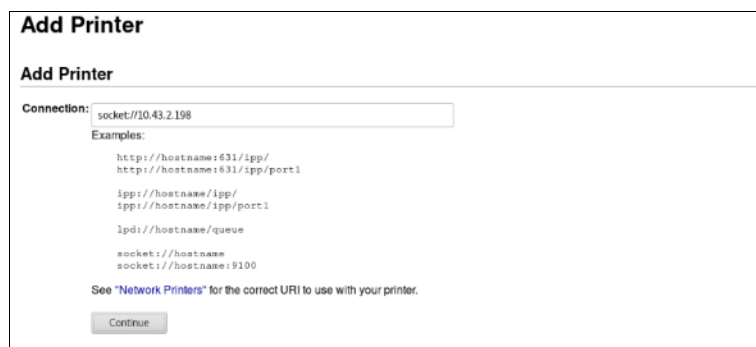 Add Printer
Add Printer
Connection: socket://10.43.2.198
Examples:
http://hostname:631/ipp/
http://hostname:631/ipp/port1
ipp://hostname/ipp/
ipp://hostname/ipp/port1
lpd://hostname/queue
socket://hostname
socket://hostname:9100
See "Network Printers" for the correct URI to use with your printer.
Continue